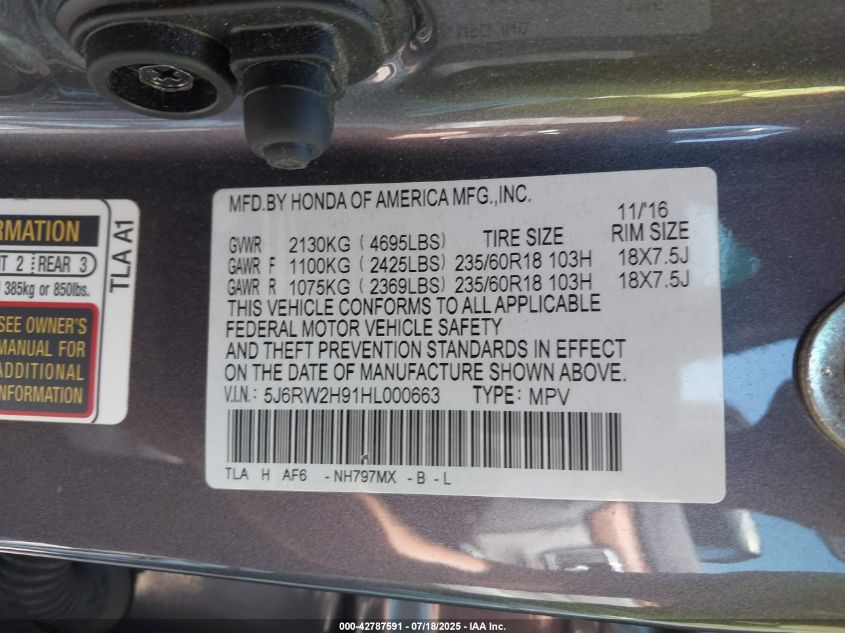 MFD.BY HONDA OF AMERICA MFG.,INC.
11/'16
GVWR 2130KG ( 4695LBS) TIRE SIZE RIM SIZE
GAWR F 1100KG ( 2425LBS) 235/60R18 103H 18X7.5J
GAWR R 1075KG ( 2369LBS) 235/60R18 103H 18X7.5J
THIS VEHICLE CONFORMS TO ALL APPLICABLE
FEDERAL MOTOR VEHICLE SAFETY
AND THEFT PREVENTION STANDARDS IN EFFECT
ON THE DATE OF MANUFACTURE SHOWN ABOVE.
V.I.N.: 5J6RW2H91HL000663 TYPE: MPV
TLA H AF6 -NH797MX -B -L
RMATION
T 2 REAR 3
385kg or 850lbs.
TLA A1
SEE OWNER'S
MANUAL FOR
ADDITIONAL
INFORMATION
000-42787591 - 07/18/2025 - IAA Inc.